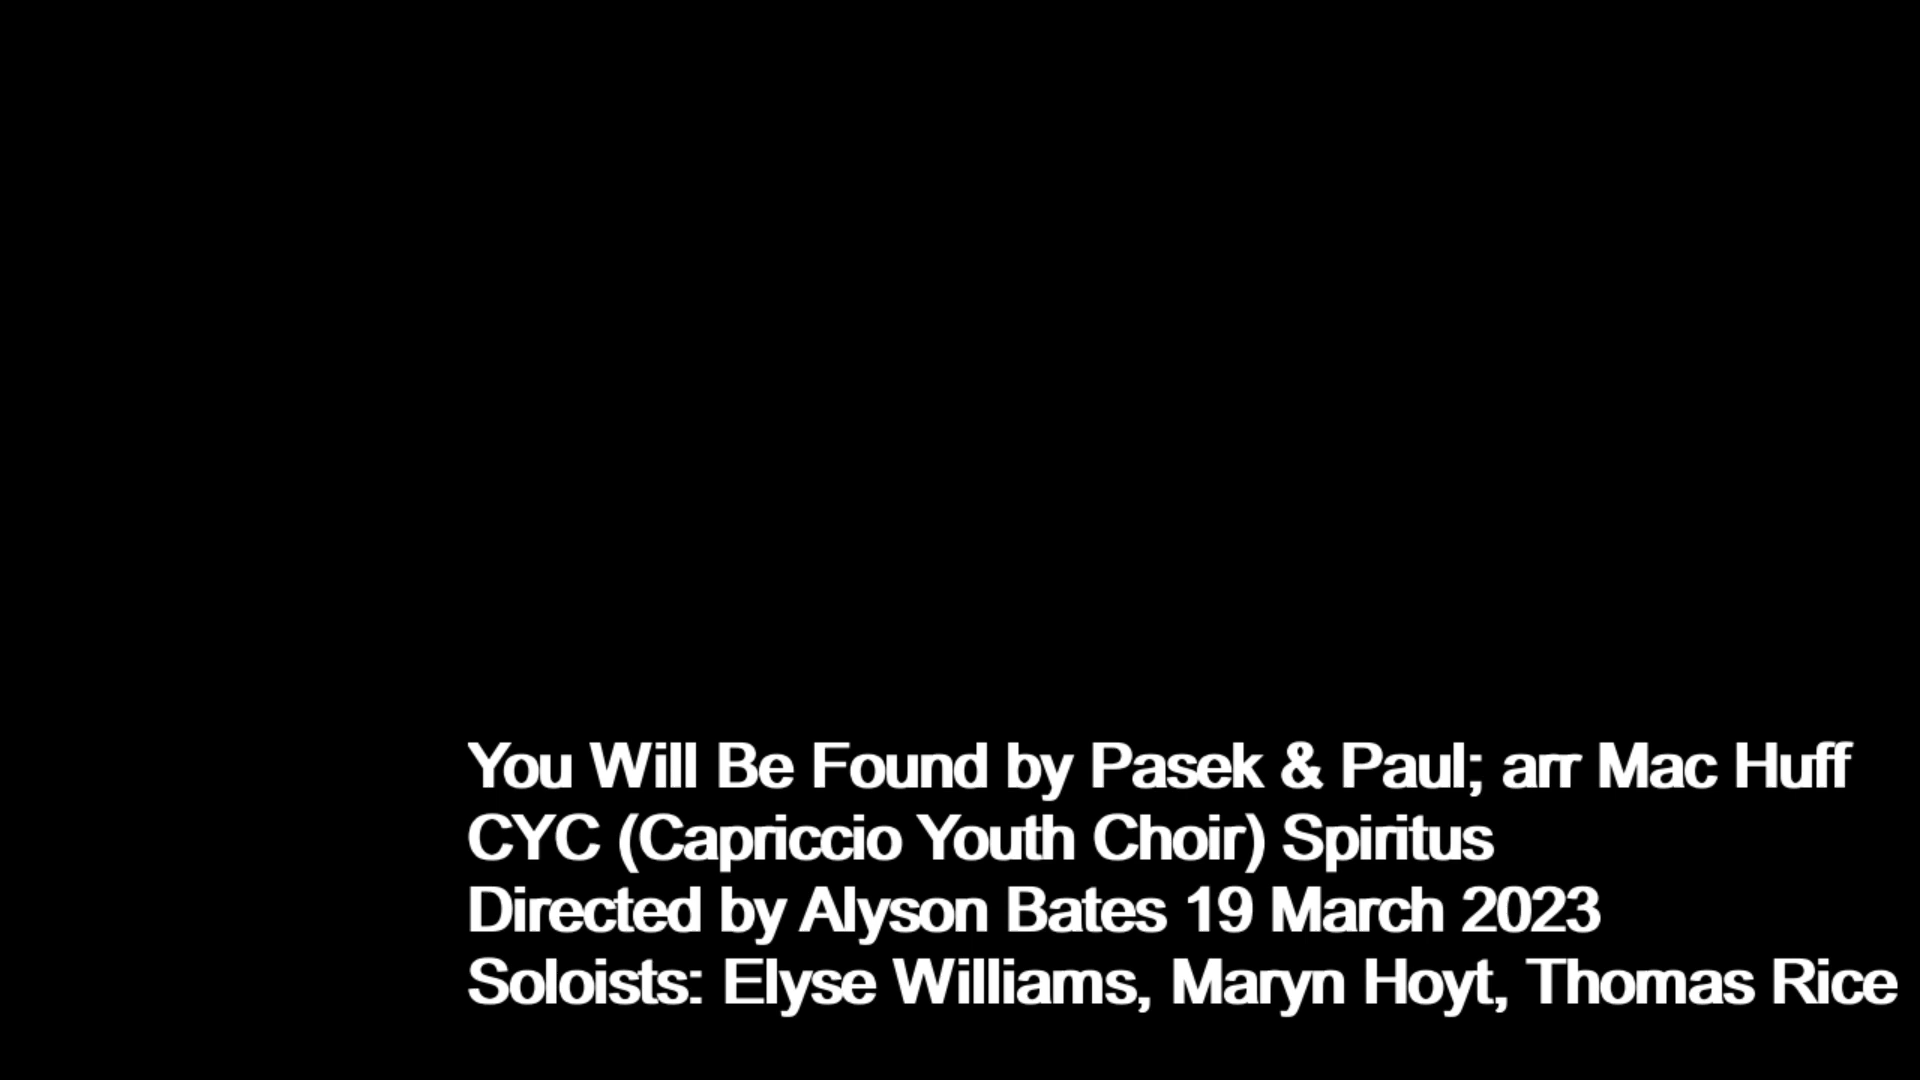 You Will Be Found by Pasek & Paul; arr Mac Huff
CYC (Capriccio Youth Choir) Spiritus
Directed by Alyson Bates 19 March 2023
Soloists: Elyse Williams, Maryn Hoyt, Thomas Rice